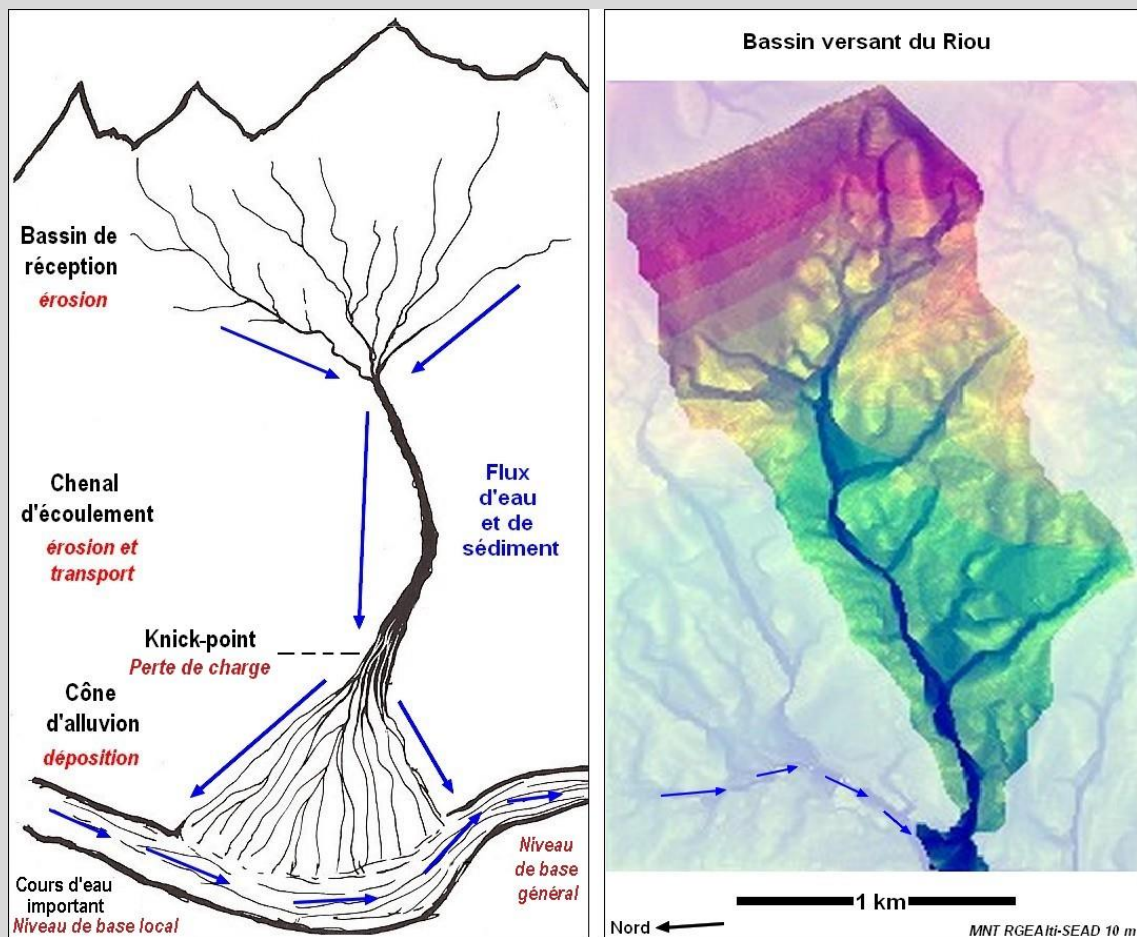 Bassin de
réception
érosion
Chenal
d'écoulement
érosion et
transport
Flux
d'eau
et de
sédiment
Knick-point
Perte de charge
Cône
d'alluvion
déposition
Cours d'eau
important
Niveau de base local
Niveau
de base
général
Bassin versant du Riou
1 km
Nord
MNT RGEAlti-SEAD 10 m